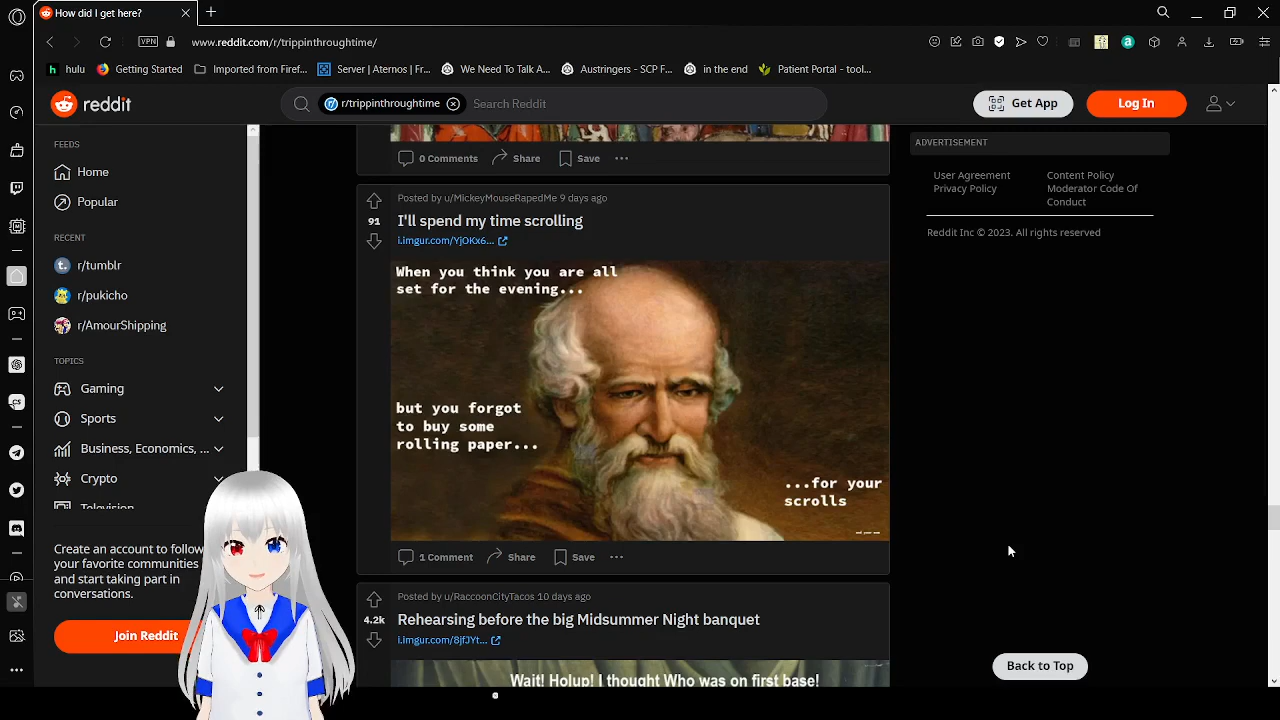 How did I get here?
VPN
www.reddit.com/r/trippinthroughtime/
hulu
Getting Started
Imported from Firef...
Server | Aternos | Fr...
We Need To Talk A...
Austringers - SCP F...
in the end
Patient Portal - tool...
reddit
r/trippinthroughtime
Search Reddit
Get App
Log In
FEEDS
Home
Popular
RECENT
r/tumblr
r/pukicho
r/AmourShipping
TOPICS
Gaming
Sports
Business, Economics, ...
Crypto
Television
Create an account to follow
your favorite communities
and start taking part in
conversations.
Join Reddit
0 Comments
Share
Save
Posted by u/MickeyMouseRapedMe 9 days ago
91
I'll spend my time scrolling
i.imgur.com/YjOKx6...
When you think you are all
set for the evening...
but you forgot
to buy some
rolling paper...
...for your
scrolls
1 Comment
Share
Save
Posted by u/RaccoonCityTacos 10 days ago
4.2k
Rehearsing before the big Midsummer Night banquet
i.imgur.com/8jfJYt...
Wait! Holup! I thought Who was on first base!
ADVERTISEMENT
User Agreement
Privacy Policy
Content Policy
Moderator Code Of
Conduct
Reddit Inc © 2023. All rights reserved
Back to Top